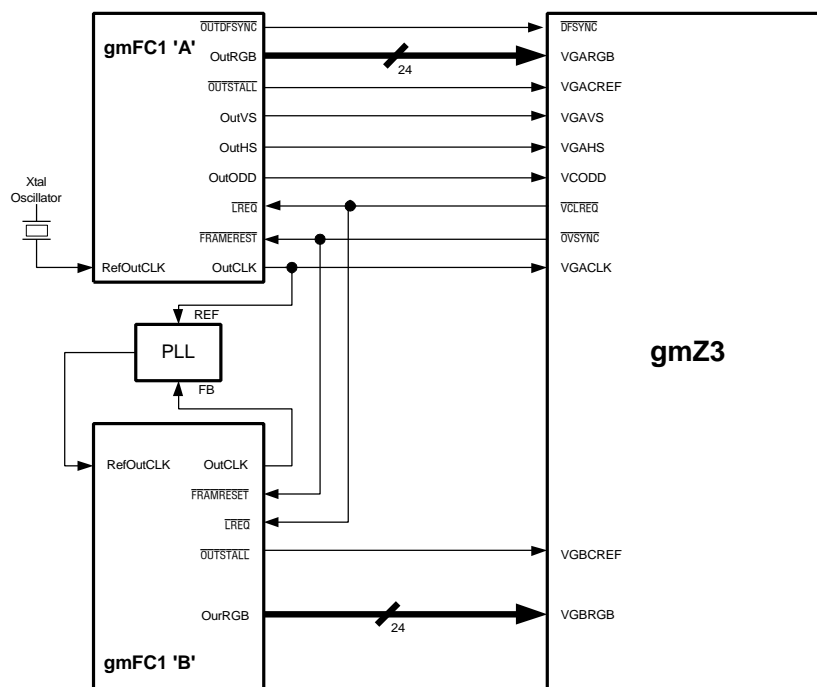 OUTDFSYNC DFSYNC
gmFC1 'A'
OutRGB 24 VGARGB
OUTSTALL VGACREF
OutVS VGAVS
OutHS VGAHS
OutODD VCODD
Xtal
Oscillator
LREQ VCLREQ
FRAMEREST OVSYNC
RefOutCLK OutCLK VGACLK
REF
PLL
FB
gmZ3
RefOutCLK OutCLK
FRAMRESET
LREQ
OUTSTALL VGBCREF
OurRGB 24 VGBRGB
gmFC1 'B'